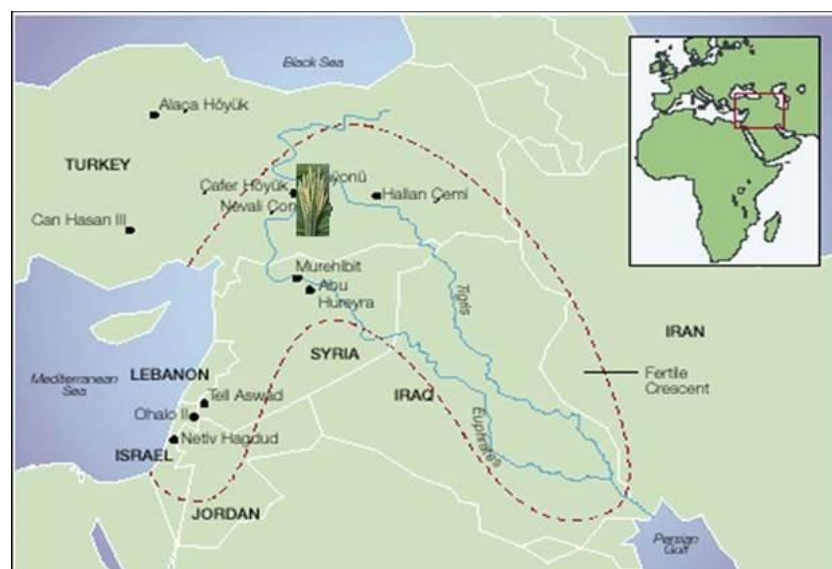 Black Sea
Alaça Höyük
TURKEY
Cafer Höyük
Hallan Çemi
Can Hasan III
Murehibit
Abu
Hureyra
Tigris
IRAN
SYRIA
Fertile
Crescent
LEBANON
Mediterranean
Sea
Tell Aswad
IRAQ
Ohalo II
Euphrates
Netiv Hagdud
ISRAEL
JORDAN
Persian
Gulf